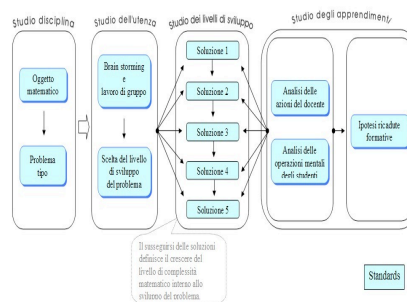 Studio disciplina
Studio dell'utenza
Studio dei livelli di sviluppo
Studio degli apprendimenti
Oggetto
matematico
Problema
tipo
Brain storming
e
lavoro di gruppo
Scelta del livello
di sviluppo
del problema
Soluzione 1
Soluzione 2
Soluzione 3
Soluzione 4
Soluzione 5
Analisi delle
azioni del docente
Analisi delle
operazioni mentali
degli studenti
Ipotesi ricadute
formative
Il susseguirsi delle soluzioni
definisce il crescere del
livello di complessità
matematico interno allo
sviluppo del problema.
Standards